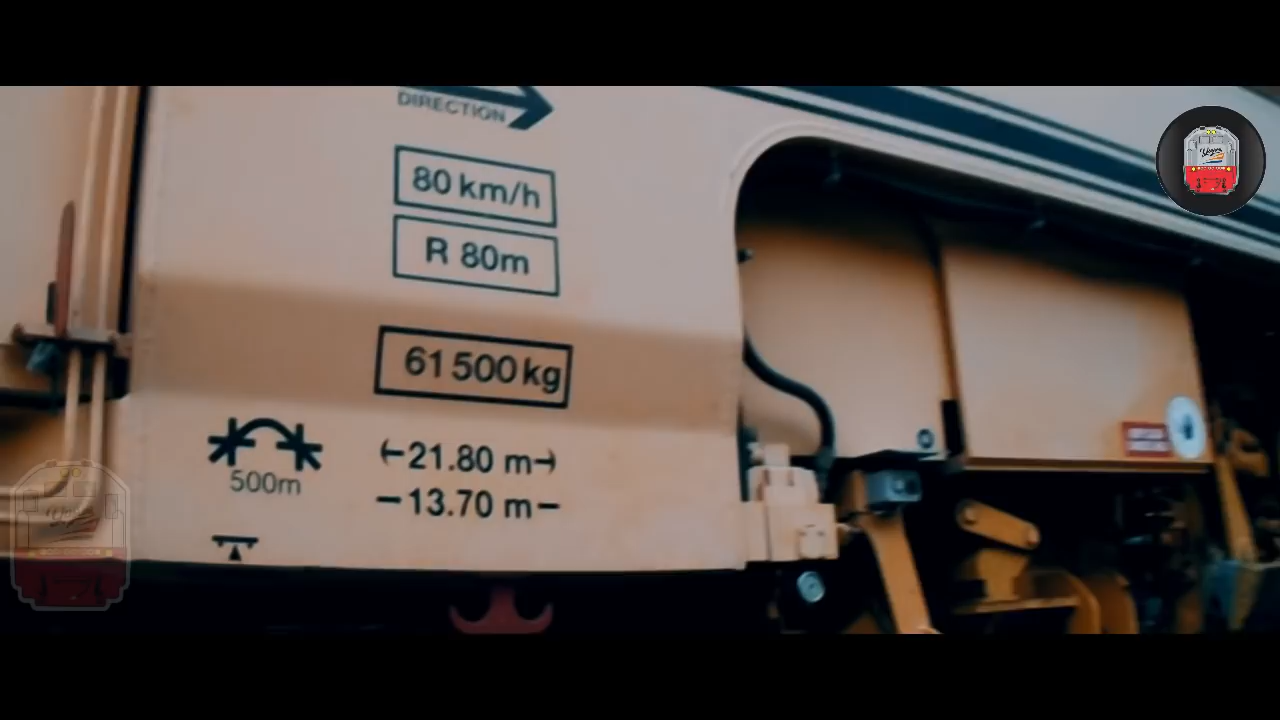 DIRECTION
80 km/h
R 80m
61 500 kg
500m
21.80 m
13.70 m